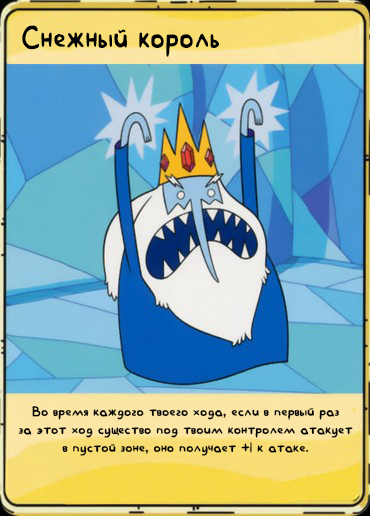 Снежный король
Во время каждого твоего хода, если в первый раз
за этот ход существо под твоим контролем атакует
в пустой зоне, оно получает +1 к атаке.